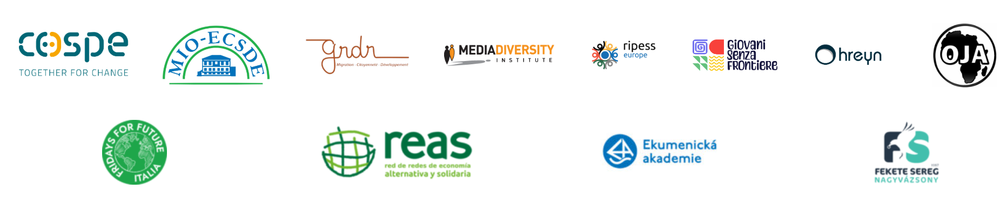 cospe
TOGETHER FOR CHANGE
MIO-ECSDE
grdr
Migration - Citoyenneté - Développement
MEDIADIVERSITY
INSTITUTE
ripess
europe
Giovani
Senza
Frontiere
hreyn
OJA
FRIDAYS FOR FUTURE
ITALIA
reas
red de redes de economía
alternativa y solidaria
Ekumenická
akademie
FS
1997
FEKETE SEREG
NAGYVÁZSONY